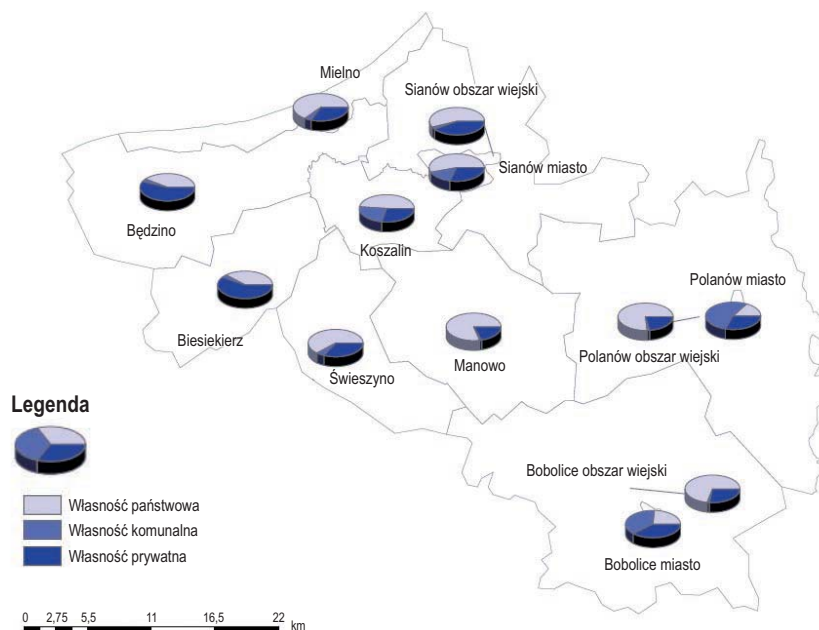 Mielno
Sianów obszar wiejski
Sianów miasto
Będzino
Koszalin
Polanów miasto
Biesiekierz
Świeszyno
Manowo
Polanów obszar wiejski
Legenda
Własność państwowa
Własność komunalna
Własność prywatna
Bobolice obszar wiejski
Bobolice miasto
0 2,75 5,5 11 16,5 22
km